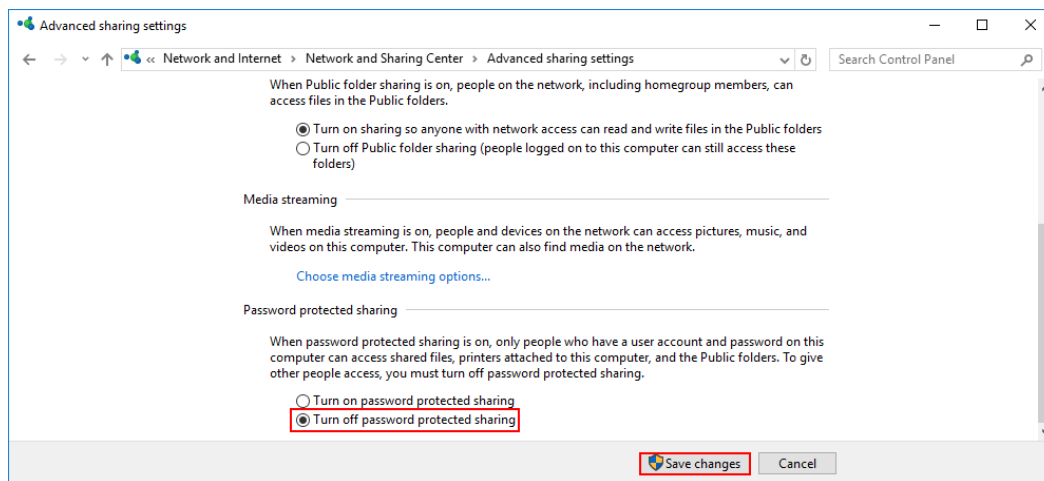 Advanced sharing settings
« Network and Internet > Network and Sharing Center > Advanced sharing settings
Search Control Panel
When Public folder sharing is on, people on the network, including homegroup members, can
access files in the Public folders.
Turn on sharing so anyone with network access can read and write files in the Public folders
Turn off Public folder sharing (people logged on to this computer can still access these
folders)
Media streaming
When media streaming is on, people and devices on the network can access pictures, music, and
videos on this computer. This computer can also find media on the network.
Choose media streaming options...
Password protected sharing
When password protected sharing is on, only people who have a user account and password on this
computer can access shared files, printers attached to this computer, and the Public folders. To give
other people access, you must turn off password protected sharing.
Turn on password protected sharing
Turn off password protected sharing
Save changes
Cancel